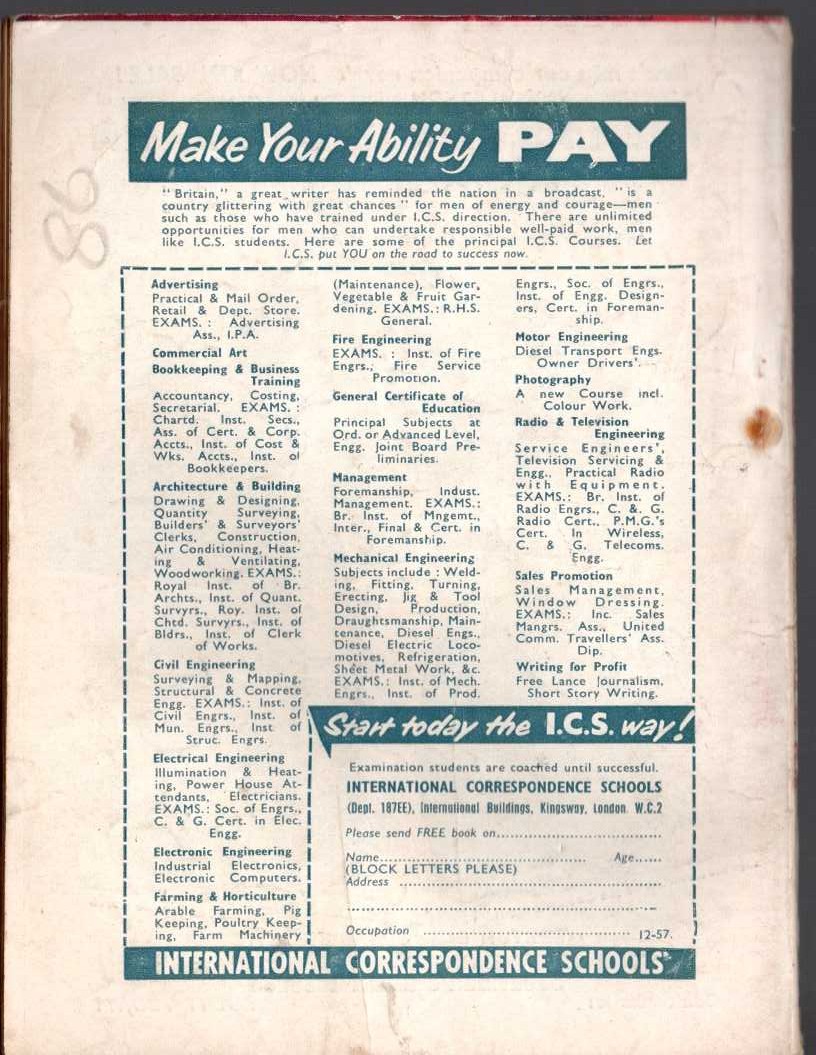 Make Your Ability PAY
" Britain," a great writer has reminded the nation in a broadcast, " is a
country glittering with great chances " for men of energy and courage—men
such as those who have trained under I.C.S. direction. There are unlimited
opportunities for men who can undertake responsible well-paid work, men
like I.C.S. students. Here are some of the principal I.C.S. Courses. Let
I.C.S. put YOU on the road to success now.
Advertising
Practical & Mail Order,
Retail & Dept. Store.
EXAMS. : Advertising
Ass., I.P.A.
Commercial Art
Bookkeeping & Business
Training
Accountancy, Costing,
Secretarial. EXAMS. :
Chartd. Inst. Secs.,
Ass. of Cert. & Corp.
Accts., Inst. of Cost &
Wks. Accts., Inst. of
Bookkeepers.
Architecture & Building
Drawing & Designing,
Quantity Surveying,
Builders' & Surveyors'
Clerks, Construction,
Air Conditioning, Heat-
ing & Ventilating,
Woodworking. EXAMS.:
Royal Inst. of Br.
Archts., Inst. of Quant.
Survyrs., Roy. Inst. of
Chtd. Survyrs., Inst. of
Bldrs., Inst. of Clerk
of Works.
Civil Engineering
Surveying & Mapping,
Structural & Concrete
Engg. EXAMS.: Inst. of
Civil Engrs., Inst. of
Mun. Engrs., Inst of
Struc. Engrs.
Electrical Engineering
Illumination & Heat-
ing, Power House At-
tendants, Electricians.
EXAMS.: Soc. of Engrs.,
C. & G. Cert. in Elec.
Engg.
Electronic Engineering
Industrial Electronics,
Electronic Computers.
Farming & Horticulture
Arable Farming, Pig
Keeping, Poultry Keep-
ing, Farm Machinery
(Maintenance), Flower,
Vegetable & Fruit Gar-
dening. EXAMS.: R.H.S.
General.
Fire Engineering
EXAMS. : Inst. of Fire
Engrs.; Fire Service
Promotion.
General Certificate of
Education
Principal Subjects at
Ord. or Advanced Level,
Engg. Joint Board Pre-
liminaries.
Management
Foremanship, Indust.
Management. EXAMS.:
Br. Inst. of Mngemt.,
Inter., Final & Cert. in
Foremanship.
Mechanical Engineering
Subjects include : Weld-
ing, Fitting, Turning,
Erecting, Jig & Tool
Design, Production,
Draughtsmanship, Main-
tenance, Diesel Engs.,
Diesel Electric Loco-
motives, Refrigeration,
Sheet Metal Work, &c.
EXAMS.: Inst. of Mech.
Engrs., Inst. of Prod.
Engrs., Soc. of Engrs.,
Inst. of Engg. Design-
ers, Cert. in Foreman-
ship.
Motor Engineering
Diesel Transport Engs.
Owner Drivers'.
Photography
A new Course incl.
Colour Work.
Radio & Television
Engineering
Service Engineers',
Television Servicing &
Engg., Practical Radio
with Equipment.
EXAMS.: Br. Inst. of
Radio Engrs., C. & G.
Radio Cert., P.M.G.'s
Cert. In Wireless,
C. & G. Telecoms.
Engg.
Sales Promotion
Sales Management,
Window Dressing.
EXAMS.: Inc. Sales
Mangrs. Ass., United
Comm. Travellers' Ass.
Dip.
Writing for Profit
Free Lance Journalism,
Short Story Writing.
Start today the I.C.S. way!
Examination students are coached until successful.
INTERNATIONAL CORRESPONDENCE SCHOOLS
(Dept. 187EE), International Buildings, Kingsway, London. W.C.2
Please send FREE book on
Name Age
(BLOCK LETTERS PLEASE)
Address
Occupation 12-57.
INTERNATIONAL CORRESPONDENCE SCHOOLS